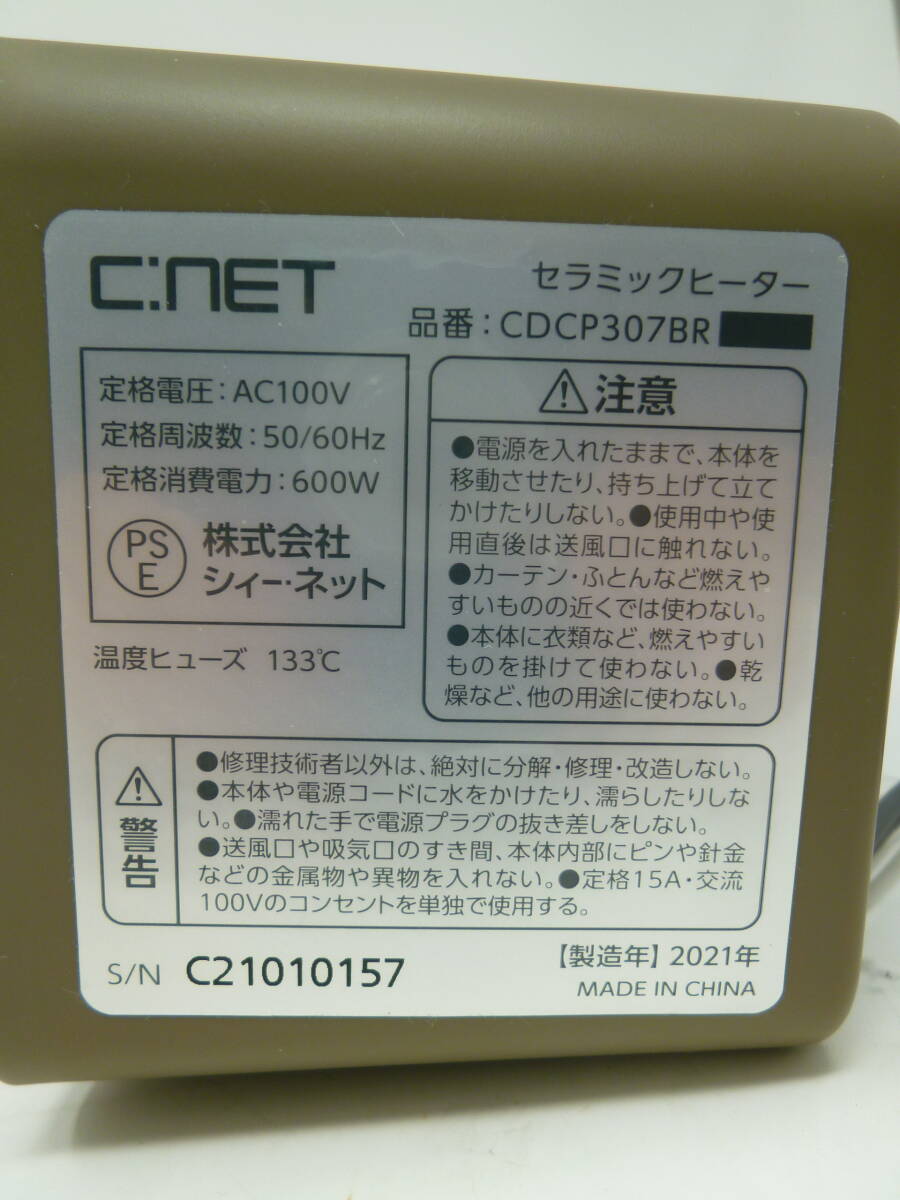 C:NET
セラミックヒーター
品番：CDCP307BR
定格電圧：AC100V
定格周波数：50/60Hz
定格消費電力：600W
PS
E
株式会社
シィー・ネット
温度ヒューズ 133℃
注意
●電源を入れたままで、本体を
移動させたり、持ち上げて立て
かけたりしない。●使用中や使
用直後は送風口に触れない。
●カーテン・ふとんなど燃えや
すいものの近くでは使わない。
●本体に衣類など、燃えやすい
ものを掛けて使わない。●乾
燥など、他の用途に使わない。
警告
●修理技術者以外は、絶対に分解・修理・改造しない。
●本体や電源コードに水をかけたり、濡らしたりしな
い。●濡れた手で電源プラグの抜き差しをしない。
●送風口や吸気口のすき間、本体内部にピンや針金
などの金属物や異物を入れない。●定格15A・交流
100Vのコンセントを単独で使用する。
S/N C21010157
【製造年】2021年
MADE IN CHINA